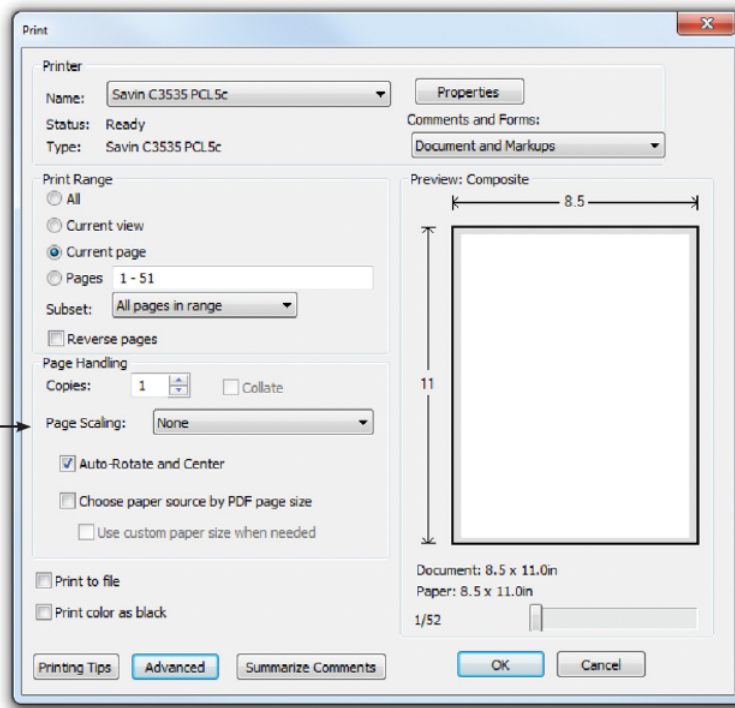 Print
Printer
Name: Savin C3535 PCL5c
Properties
Status: Ready
Comments and Forms:
Type: Savin C3535 PCL5c
Document and Markups
Print Range
All
Current view
Current page
Pages 1 - 51
Subset: All pages in range
Reverse pages
Page Handling
Copies: 1 Collate
Page Scaling: None
Auto-Rotate and Center
Choose paper source by PDF page size
Use custom paper size when needed
Print to file
Print color as black
Preview: Composite
8.5
11
Document: 8.5 x 11.0in
Paper: 8.5 x 11.0in
1/52
Printing Tips Advanced Summarize Comments OK Cancel